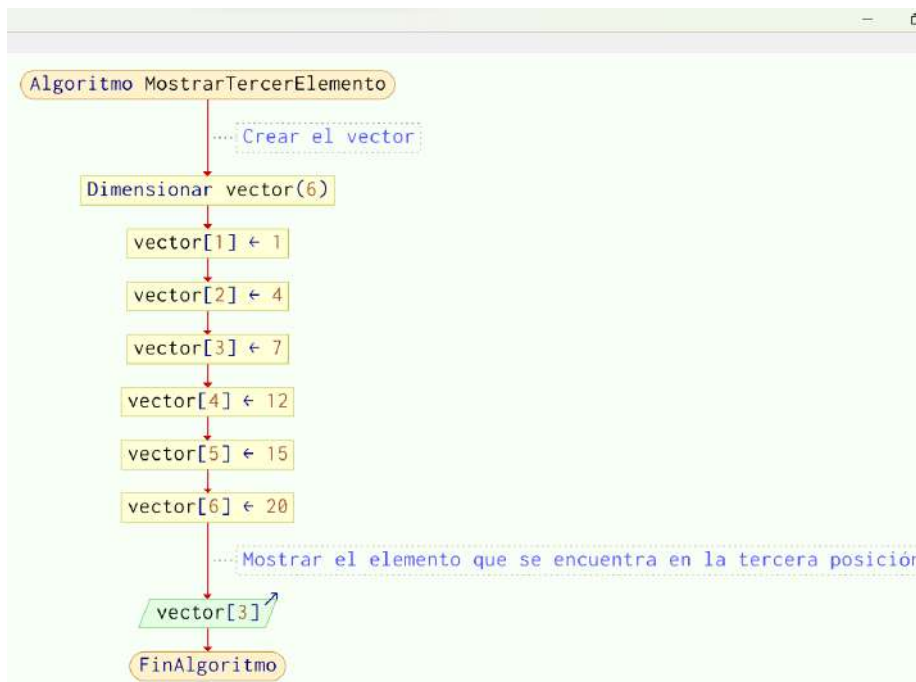 Algoritmo MostrarTercerElemento
Crear el vector
Dimensionar vector(6)
vector[1] ← 1
vector[2] ← 4
vector[3] ← 7
vector[4] ← 12
vector[5] ← 15
vector[6] ← 20
Mostrar el elemento que se encuentra en la tercera posición
vector[3]
FinAlgoritmo